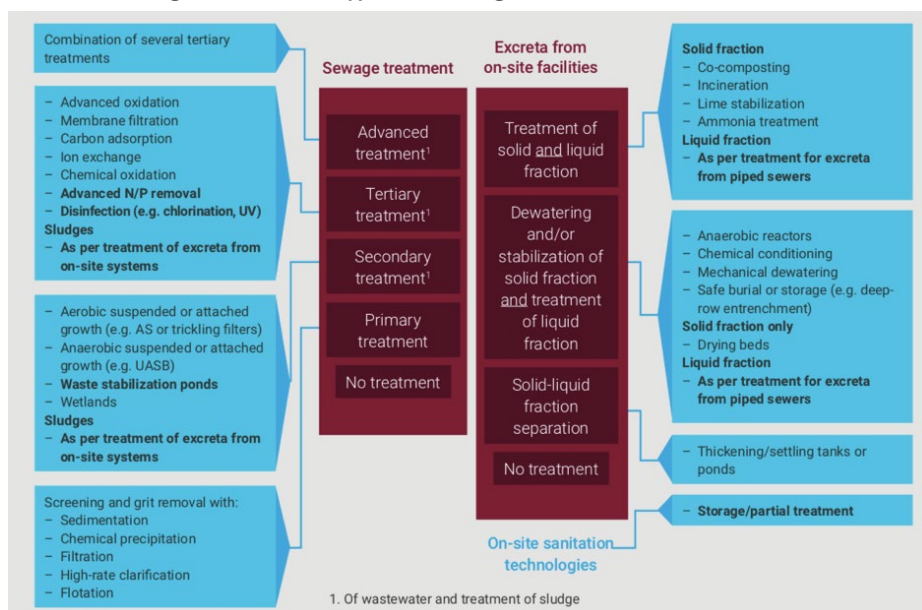 Combination of several tertiary
treatments
– Advanced oxidation
– Membrane filtration
– Carbon adsorption
– Ion exchange
– Chemical oxidation
– Advanced N/P removal
– Disinfection (e.g. chlorination, UV)
Sludges
– As per treatment of excreta from
on-site systems
– Aerobic suspended or attached
growth (e.g. AS or trickling filters)
– Anaerobic suspended or attached
growth (e.g. UASB)
– Waste stabilization ponds
– Wetlands
Sludges
– As per treatment of excreta from
on-site systems
Screening and grit removal with:
– Sedimentation
– Chemical precipitation
– Filtration
– High-rate clarification
– Flotation
Sewage treatment
Advanced
treatment¹
Tertiary
treatment¹
Secondary
treatment¹
Primary
treatment
No treatment
Excreta from
on-site facilities
Treatment of
solid and liquid
fraction
Dewatering
and/or
stabilization of
solid fraction
and treatment
of liquid
fraction
Solid-liquid
fraction
separation
No treatment
On-site sanitation
technologies
Solid fraction
– Co-composting
– Incineration
– Lime stabilization
– Ammonia treatment
Liquid fraction
– As per treatment for excreta
from piped sewers
– Anaerobic reactors
– Chemical conditioning
– Mechanical dewatering
– Safe burial or storage (e.g. deep-
row entrenchment)
Solid fraction only
– Drying beds
Liquid fraction
– As per treatment for excreta
from piped sewers
– Thickening/settling tanks or
ponds
– Storage/partial treatment
1. Of wastewater and treatment of sludge